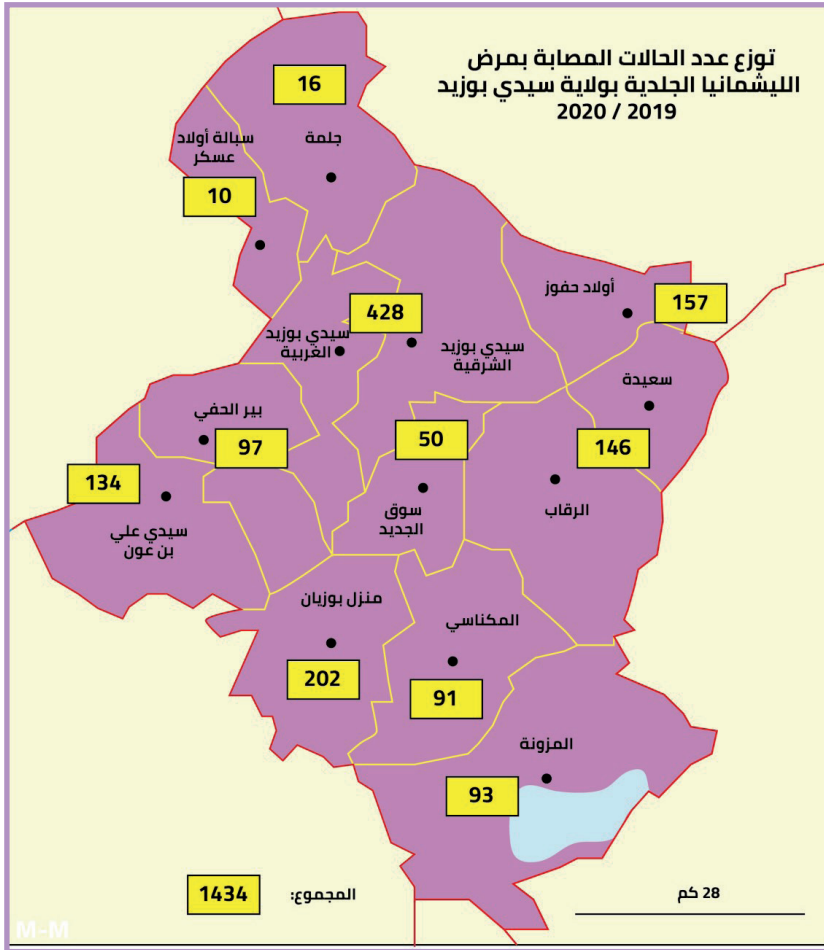 توزع عدد الحالات المصابة بمرض
الليشمانيا الجلدية بولاية سيدي بوزيد
2019 / 2020
16
جلمة
سبالة أولاد
عسكر
10
أولاد حفوز
157
428
سيدي بوزيد
الغربية
سيدي بوزيد
الشرقية
سعيدة
بير الحفي
97
50
146
134
سيدي علي
بن عون
سوق
الجديد
الرقاب
منزل بوزيان
202
المكناسي
91
المزونة
93
المجموع:
1434
28 كم
M-M